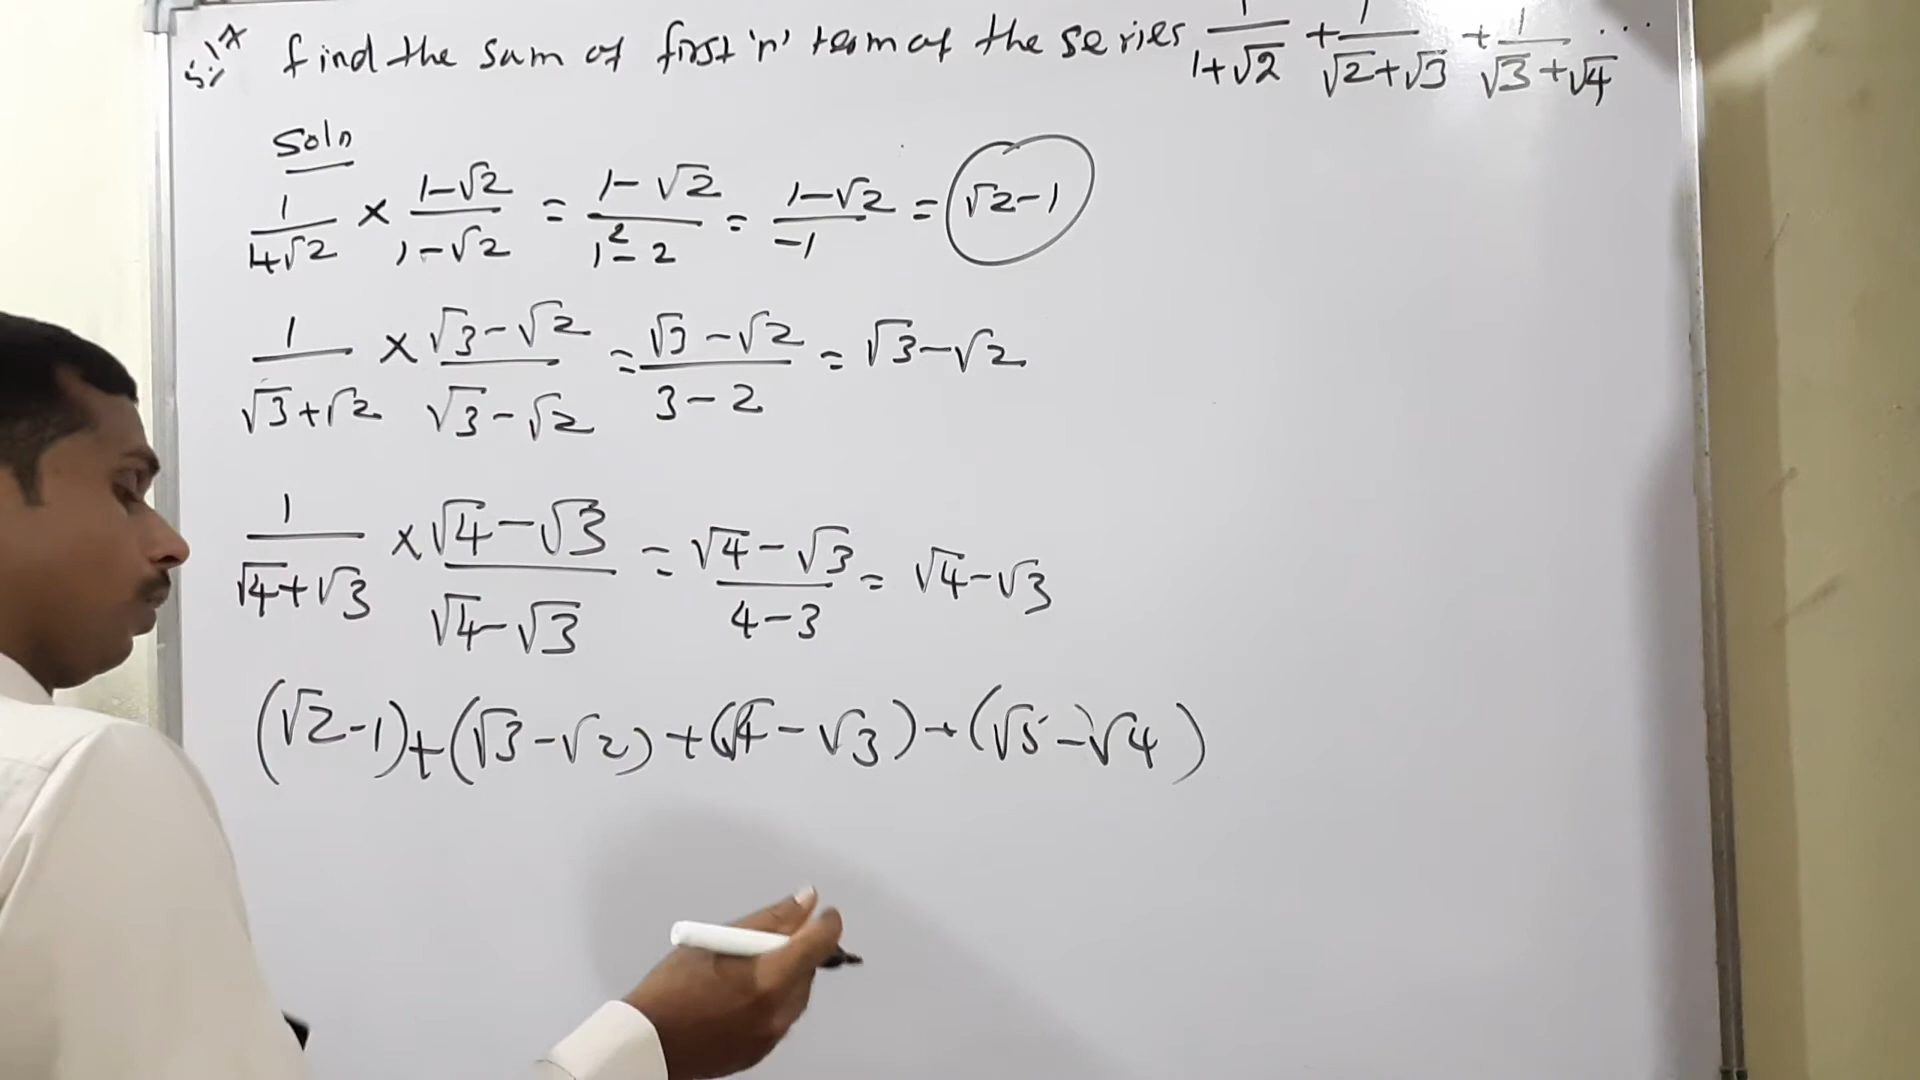 5.17 find the sum of first 'n' term of the series 1/(1+√2) + 1/(√2+√3) + 1/(√3+√4) ...
Soln
1/(1+√2) × (1-√2)/(1-√2) = (1-√2)/(1²-2) = (1-√2)/(-1) = √2-1
1/(√3+√2) × (√3-√2)/(√3-√2) = (√3-√2)/(3-2) = √3-√2
1/(√4+√3) × (√4-√3)/(√4-√3) = (√4-√3)/(4-3) = √4-√3
(√2-1)+(√3-√2)+(√4-√3)+(√5-√4)